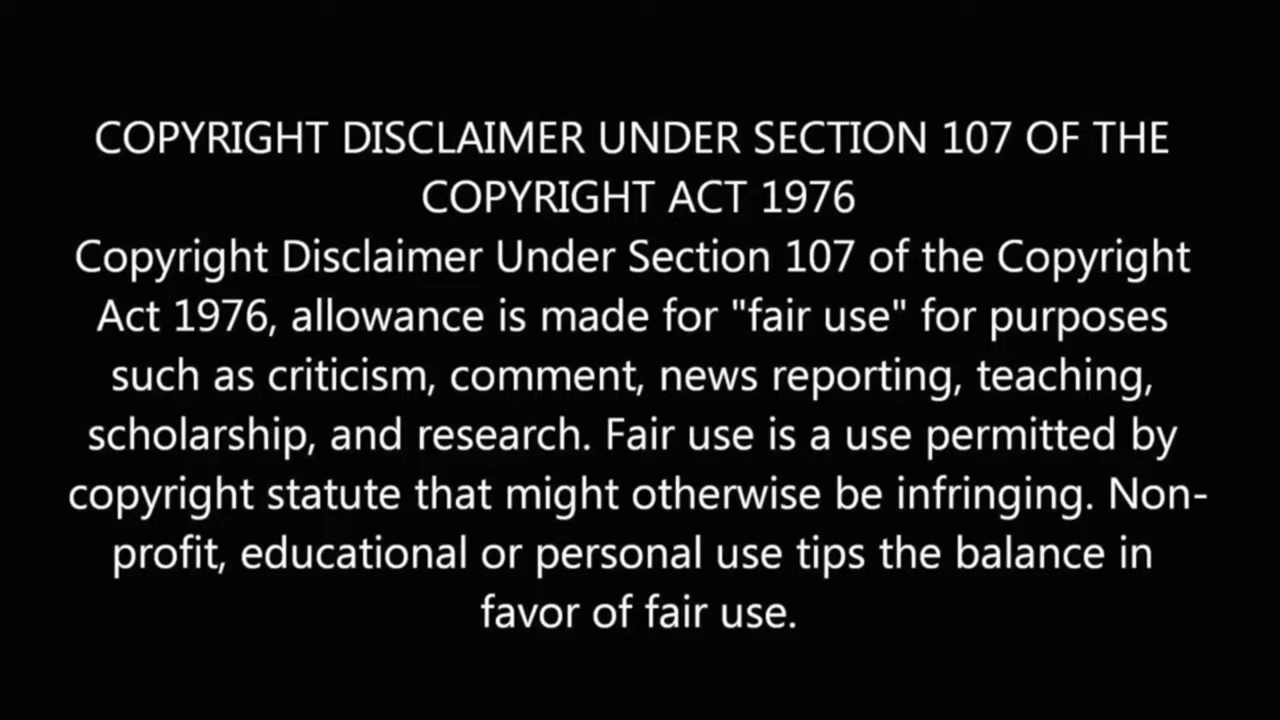 COPYRIGHT DISCLAIMER UNDER SECTION 107 OF THE
COPYRIGHT ACT 1976
Copyright Disclaimer Under Section 107 of the Copyright
Act 1976, allowance is made for "fair use" for purposes
such as criticism, comment, news reporting, teaching,
scholarship, and research. Fair use is a use permitted by
copyright statute that might otherwise be infringing. Non-
profit, educational or personal use tips the balance in
favor of fair use.